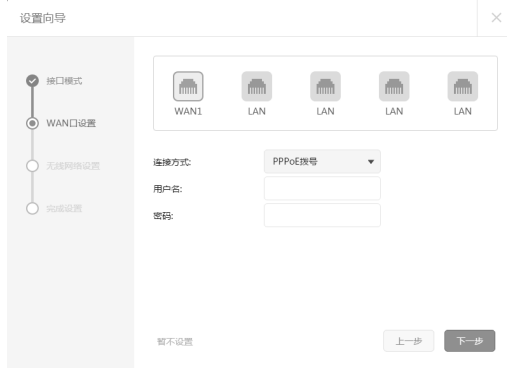 设置向导
接口模式
WAN口设置
无线网络设置
完成设置
WAN1 LAN LAN LAN LAN
连接方式: PPPoE拨号
用户名:
密码:
暂不设置 上一步 下一步